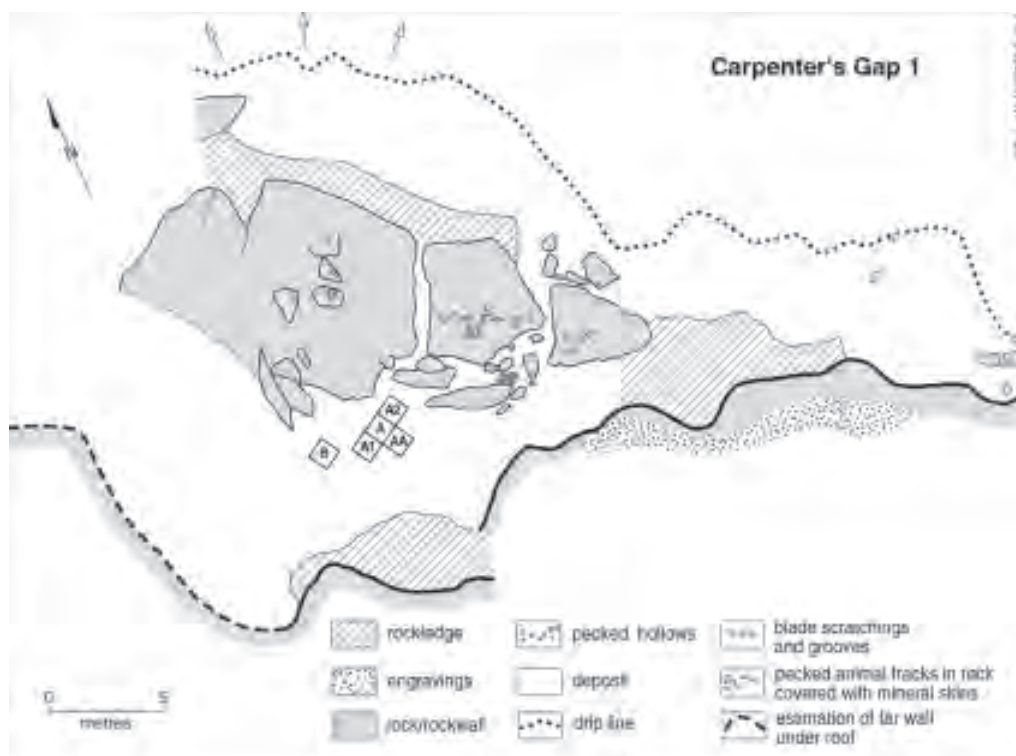 Carpenter's Gap 1
N
A2
A
A1
AA
B
rockledge
engravings
rock/rockwall
pecked hollows
deposit
drip line
blade scratchings
and grooves
pecked animal tracks in rock
covered with mineral skins
estimation of far wall
under roof
0
5
metres